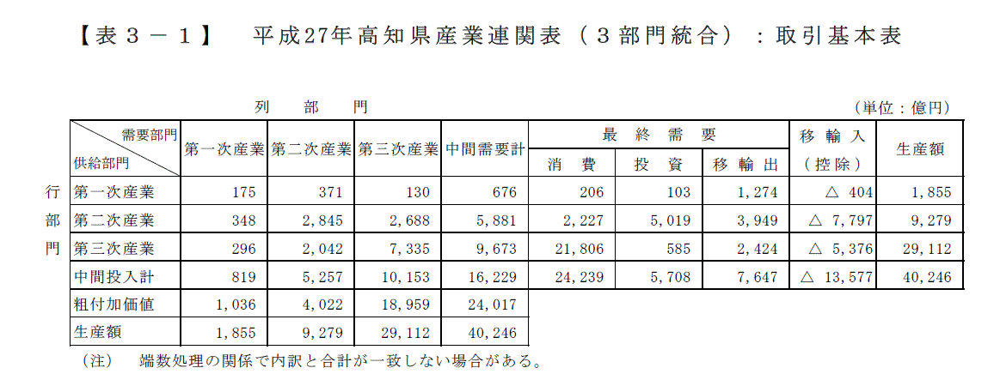 【表３－１】　平成27年高知県産業連関表（３部門統合）：取引基本表
列　部　門
（単位：億円）
需要部門
供給部門
第一次産業 第二次産業 第三次産業 中間需要計 最終需要 移輸入（控除） 生産額
消費 投資 移輸出
行部門
第一次産業 175 371 130 676 206 103 1,274 △ 404 1,855
第二次産業 348 2,845 2,688 5,881 2,227 5,019 3,949 △ 7,797 9,279
第三次産業 296 2,042 7,335 9,673 21,806 585 2,424 △ 5,376 29,112
中間投入計 819 5,257 10,153 16,229 24,239 5,708 7,647 △ 13,577 40,246
粗付加価値 1,036 4,022 18,959 24,017
生産額 1,855 9,279 29,112 40,246
（注）　端数処理の関係で内訳と合計が一致しない場合がある。